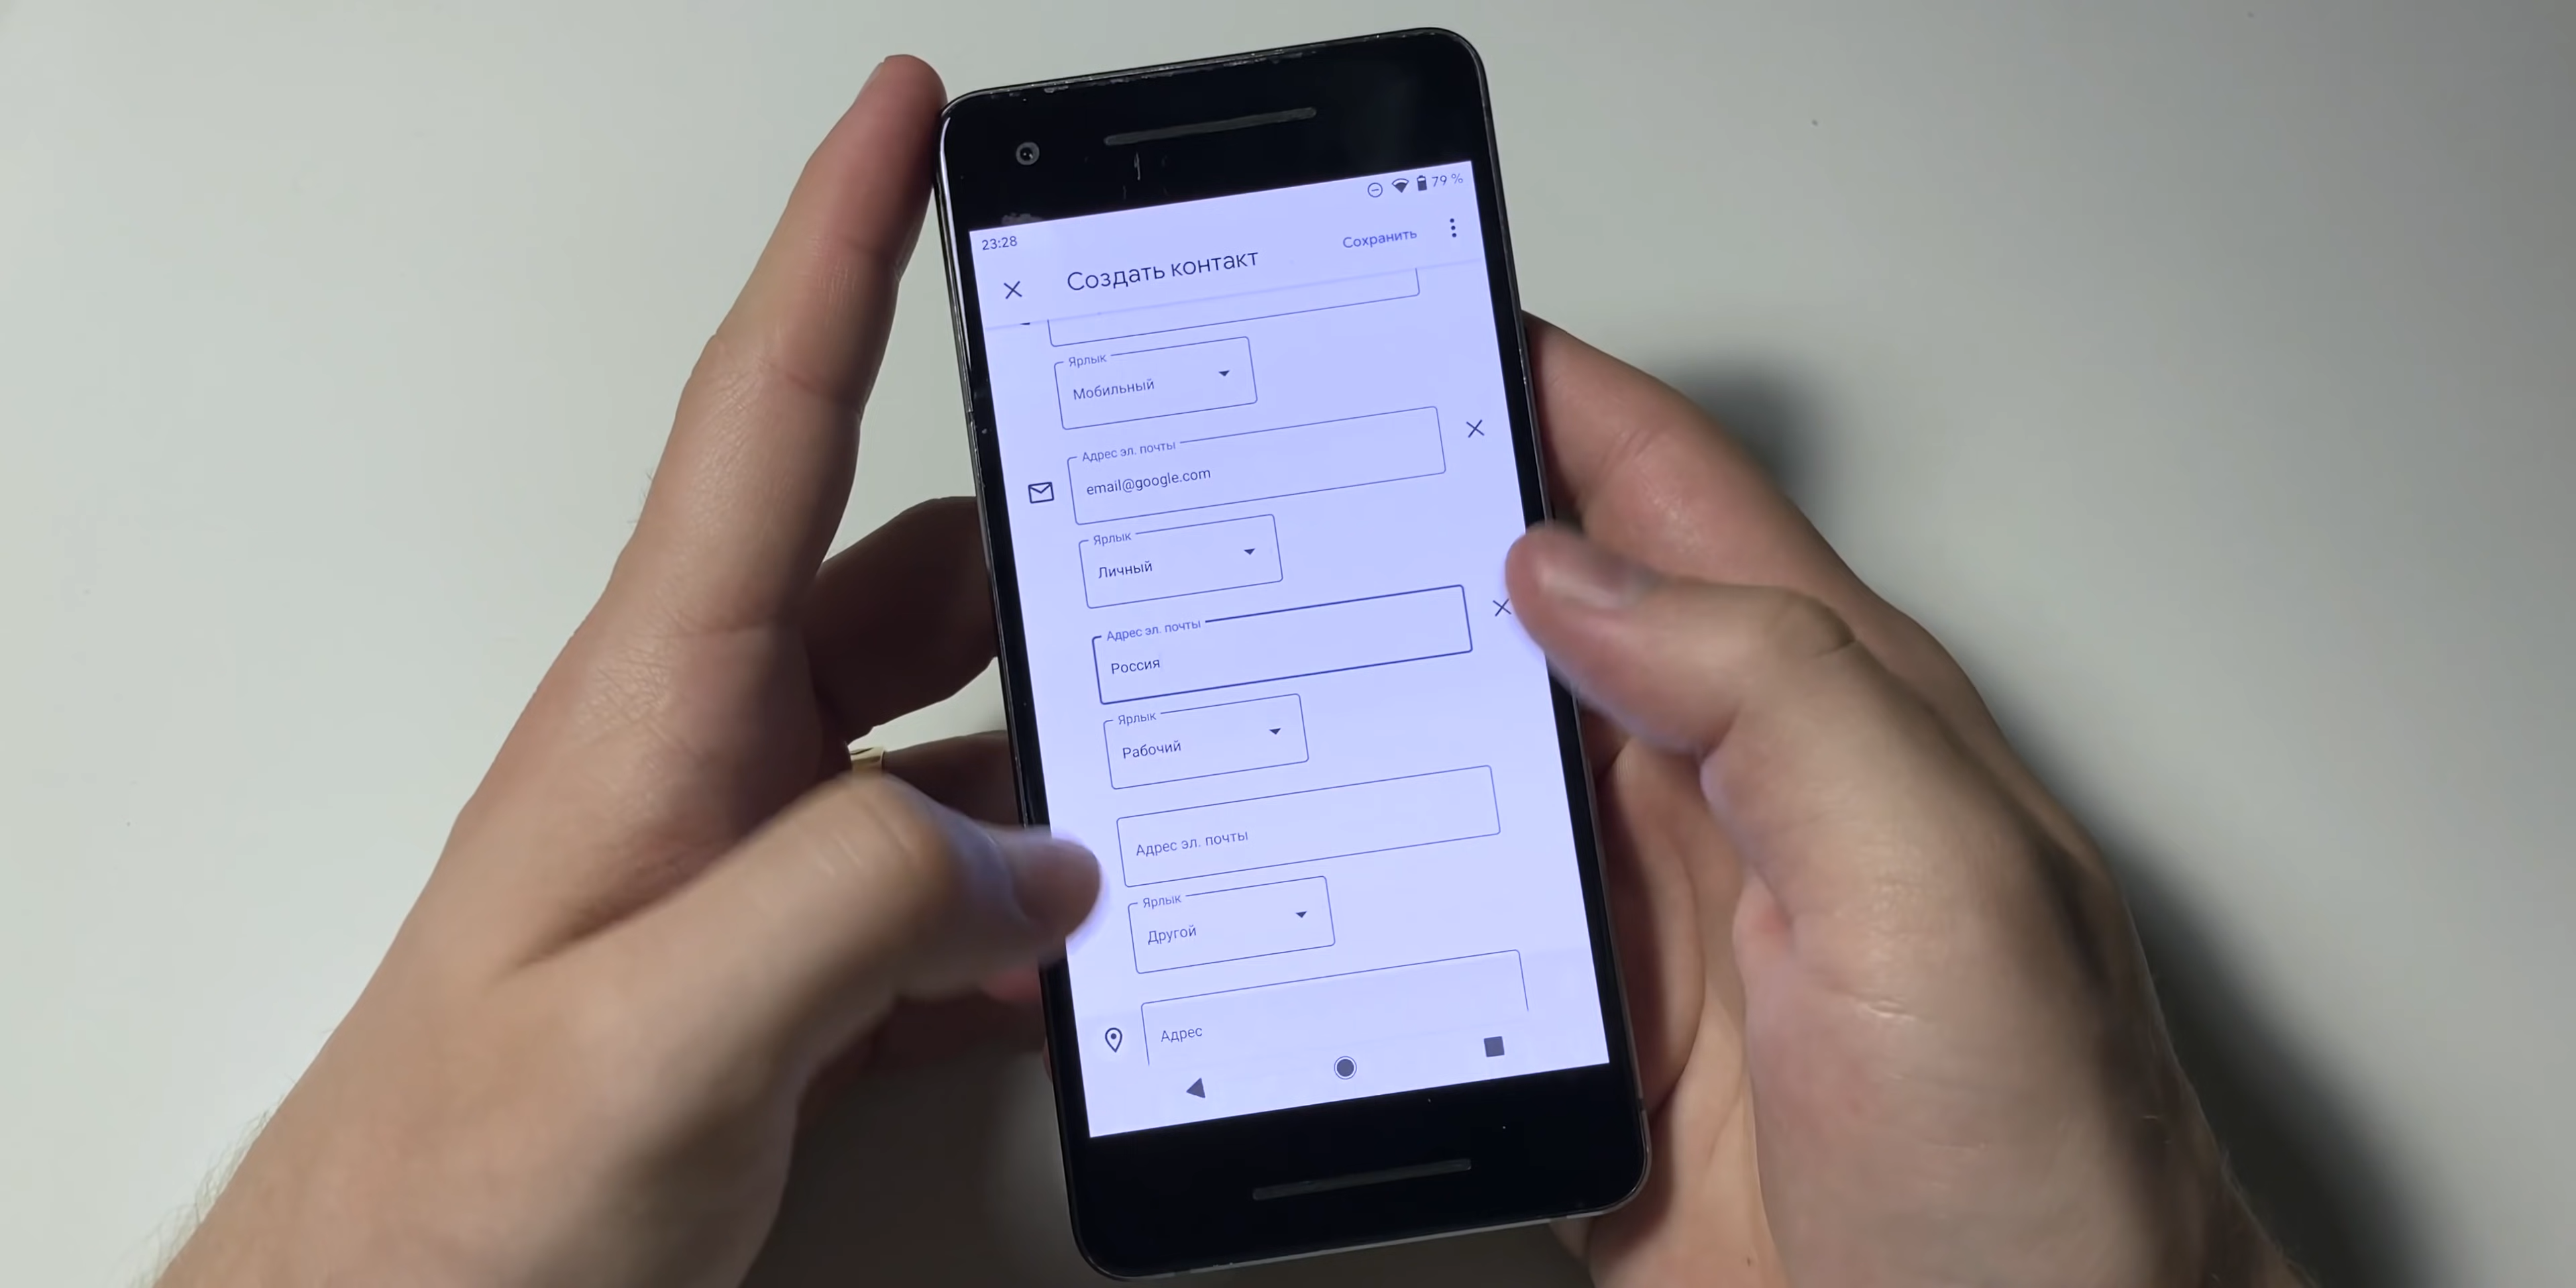 79 %
23:28
Создать контакт
Сохранить
Ярлык
Мобильный
Адрес эл. почты
email@google.com
Ярлык
Личный
Адрес эл. почты
Россия
Ярлык
Рабочий
Адрес эл. почты
Ярлык
Другой
Адрес